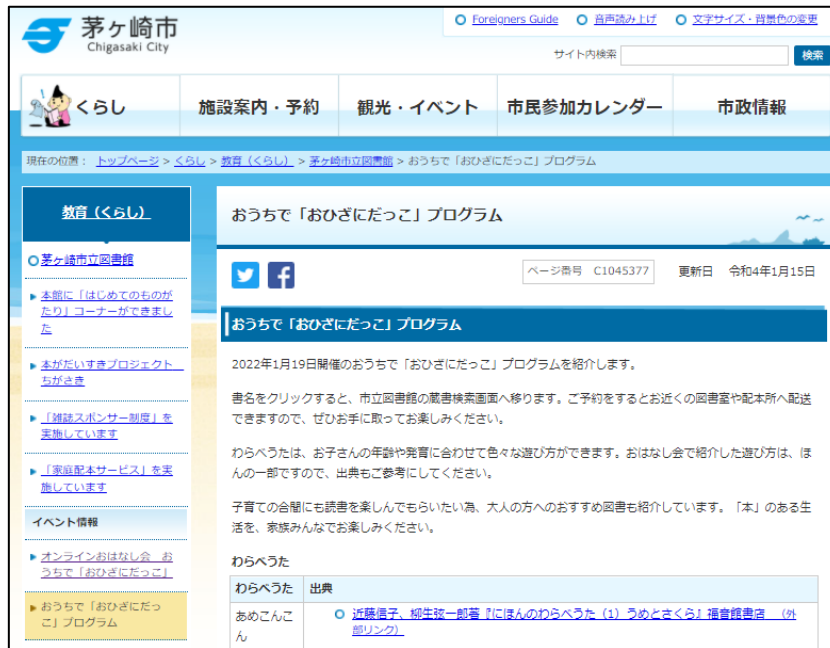 茅ヶ崎市
Chigasaki City
Foreigners Guide 音声読み上げ 文字サイズ・背景色の変更
サイト内検索 検索
くらし 施設案内・予約 観光・イベント 市民参加カレンダー 市政情報
現在の位置： トップページ > くらし > 教育（くらし） > 茅ヶ崎市立図書館 > おうちで「おひざにだっこ」プログラム
教育（くらし）
茅ヶ崎市立図書館
本館に「はじめてのものが
たり」コーナーができまし
た
本がだいすきプロジェクト
ちがさき
「雑誌スポンサー制度」を
実施しています
「家庭配本サービス」を実
施しています
イベント情報
オンラインおはなし会 お
うちで「おひざにだっこ」
おうちで「おひざにだっ
こ」プログラム
おうちで「おひざにだっこ」プログラム
ページ番号 C1045377 更新日 令和4年1月15日
おうちで「おひざにだっこ」プログラム
2022年1月19日開催のおうちで「おひざにだっこ」プログラムを紹介します。
書名をクリックすると、市立図書館の蔵書検索画面へ移ります。ご予約をするとお近くの図書室や配本所へ配送
できますので、ぜひお手に取ってお楽しみください。
わらべうたは、お子さんの年齢や発育に合わせて色々な遊び方ができます。おはなし会で紹介した遊び方は、ほ
んの一部ですので、出典もご参考にしてください。
子育ての合間にも読書を楽しんでもらいたい為、大人の方へのおすすめ図書も紹介しています。「本」のある生
活を、家族みんなでお楽しみください。
わらべうた
わらべうた 出典
あめこんこ
ん
近藤信子、柳生弦一郎著『にほんのわらべうた（1）うめとさくら』福音館書店 （外
部リンク）